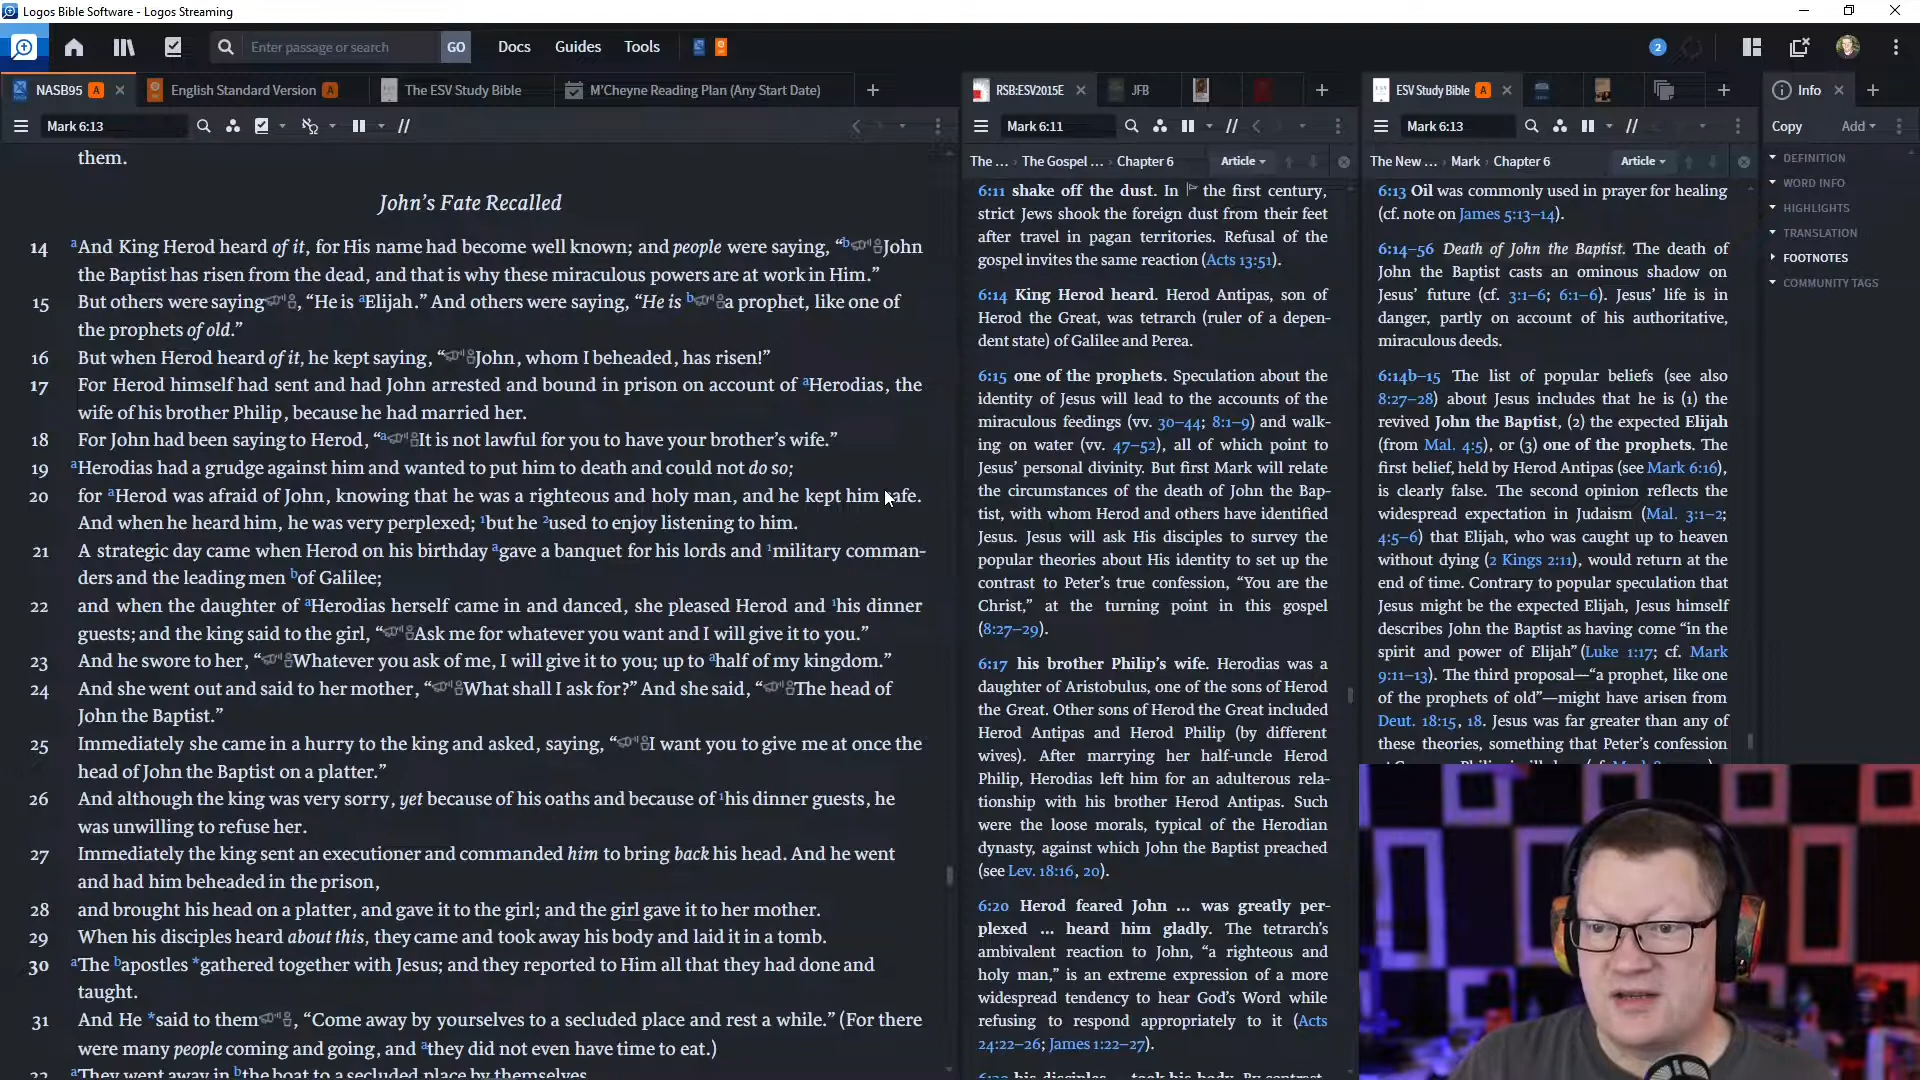 Logos Bible Software - Logos Streaming
Enter passage or search
GO
Docs
Guides
Tools
2
NASB95 A
English Standard Version A
The ESV Study Bible
M'Cheyne Reading Plan (Any Start Date)
Mark 6:13
them.
John's Fate Recalled
14 aAnd King Herod heard of it, for His name had become well known; and people were saying, “bJohn
the Baptist has risen from the dead, and that is why these miraculous powers are at work in Him.”
15 But others were saying, “He is aElijah.” And others were saying, “He is ba prophet, like one of
the prophets of old.”
16 But when Herod heard of it, he kept saying, “John, whom I beheaded, has risen!”
17 For Herod himself had sent and had John arrested and bound in prison on account of aHerodias, the
wife of his brother Philip, because he had married her.
18 For John had been saying to Herod, “aIt is not lawful for you to have your brother's wife.”
19 aHerodias had a grudge against him and wanted to put him to death and could not do so;
20 for aHerod was afraid of John, knowing that he was a righteous and holy man, and he kept him safe.
And when he heard him, he was very perplexed; 1but he 2used to enjoy listening to him.
21 A strategic day came when Herod on his birthday agave a banquet for his lords and 1military comman-
ders and the leading men bof Galilee;
22 and when the daughter of aHerodias herself came in and danced, she pleased Herod and 1his dinner
guests; and the king said to the girl, “Ask me for whatever you want and I will give it to you.”
23 And he swore to her, “Whatever you ask of me, I will give it to you; up to ahalf of my kingdom.”
24 And she went out and said to her mother, “What shall I ask for?” And she said, “The head of
John the Baptist.”
25 Immediately she came in a hurry to the king and asked, saying, “I want you to give me at once the
head of John the Baptist on a platter.”
26 And although the king was very sorry, yet because of his oaths and because of 1his dinner guests, he
was unwilling to refuse her.
27 Immediately the king sent an executioner and commanded him to bring back his head. And he went
and had him beheaded in the prison,
28 and brought his head on a platter, and gave it to the girl; and the girl gave it to her mother.
29 When his disciples heard about this, they came and took away his body and laid it in a tomb.
30 aThe bapostles *gathered together with Jesus; and they reported to Him all that they had done and
taught.
31 And He *said to them, “Come away by yourselves to a secluded place and rest a while.” (For there
were many people coming and going, and athey did not even have time to eat.)
32 aThey went away in bthe boat to a secluded place by themselves.
RSB:ESV2015E
JFB
Mark 6:11
The ... › The Gospel ... › Chapter 6
Article
6:11 shake off the dust. In the first century,
strict Jews shook the foreign dust from their feet
after travel in pagan territories. Refusal of the
gospel invites the same reaction (Acts 13:51).
6:14 King Herod heard. Herod Antipas, son of
Herod the Great, was tetrarch (ruler of a depen-
dent state) of Galilee and Perea.
6:15 one of the prophets. Speculation about the
identity of Jesus will lead to the accounts of the
miraculous feedings (vv. 30–44; 8:1–9) and walk-
ing on water (vv. 47–52), all of which point to
Jesus' personal divinity. But first Mark will relate
the circumstances of the death of John the Bap-
tist, with whom Herod and others have identified
Jesus. Jesus will ask His disciples to survey the
popular theories about His identity to set up the
contrast to Peter's true confession, “You are the
Christ,” at the turning point in this gospel
(8:27–29).
6:17 his brother Philip's wife. Herodias was a
daughter of Aristobulus, one of the sons of Herod
the Great. Other sons of Herod the Great included
Herod Antipas and Herod Philip (by different
wives). After marrying her half-uncle Herod
Philip, Herodias left him for an adulterous rela-
tionship with his brother Herod Antipas. Such
were the loose morals, typical of the Herodian
dynasty, against which John the Baptist preached
(see Lev. 18:16, 20).
6:20 Herod feared John ... was greatly per-
plexed ... heard him gladly. The tetrarch's
ambivalent reaction to John, “a righteous and
holy man,” is an extreme expression of a more
widespread tendency to hear God's Word while
refusing to respond appropriately to it (Acts
24:22–26; James 1:22–27).
ESV Study Bible A
Mark 6:13
The New ... › Mark › Chapter 6
Article
6:13 Oil was commonly used in prayer for healing
(cf. note on James 5:13–14).
6:14–56 Death of John the Baptist. The death of
John the Baptist casts an ominous shadow on
Jesus' future (cf. 3:1–6; 6:1–6). Jesus' life is in
danger, partly on account of his authoritative,
miraculous deeds.
6:14b–15 The list of popular beliefs (see also
8:27–28) about Jesus includes that he is (1) the
revived John the Baptist, (2) the expected Elijah
(from Mal. 4:5), or (3) one of the prophets. The
first belief, held by Herod Antipas (see Mark 6:16),
is clearly false. The second opinion reflects the
widespread expectation in Judaism (Mal. 3:1–2;
4:5–6) that Elijah, who was caught up to heaven
without dying (2 Kings 2:11), would return at the
end of time. Contrary to popular speculation that
Jesus might be the expected Elijah, Jesus himself
describes John the Baptist as having come “in the
spirit and power of Elijah” (Luke 1:17; cf. Mark
9:11–13). The third proposal—“a prophet, like one
of the prophets of old”—might have arisen from
Deut. 18:15, 18. Jesus was far greater than any of
these theories, something that Peter's confession
Info
Copy
Add
DEFINITION
WORD INFO
HIGHLIGHTS
TRANSLATION
FOOTNOTES
COMMUNITY TAGS